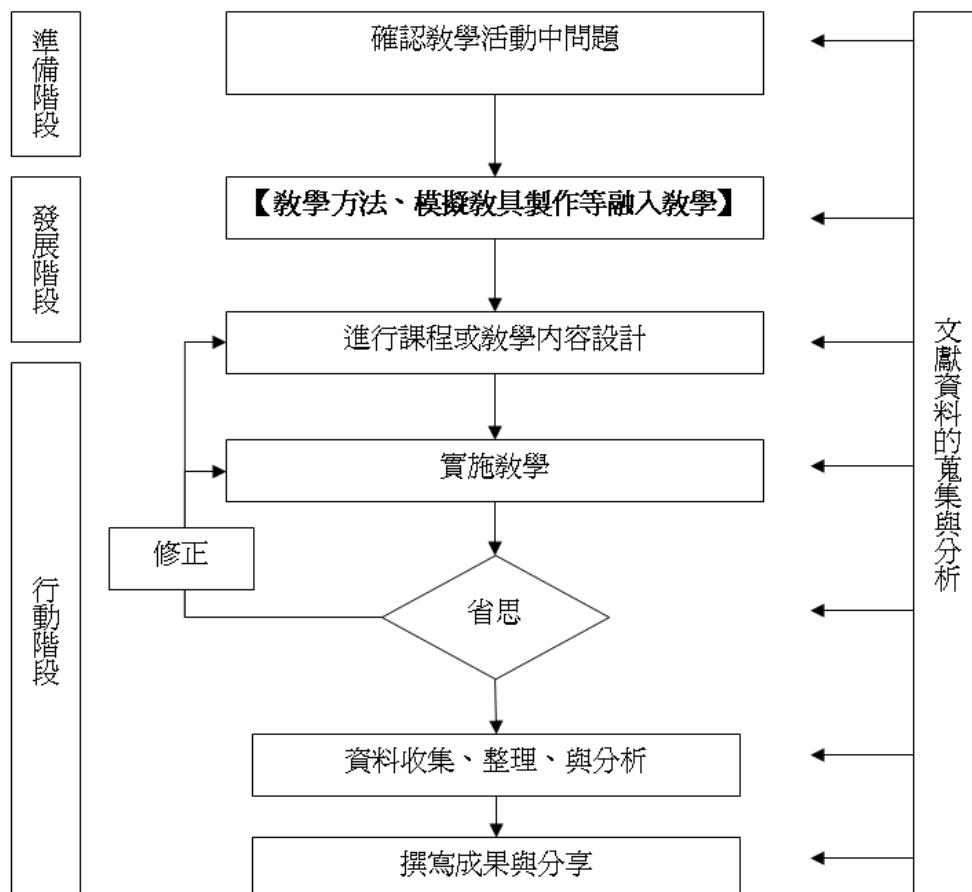 準備階段
確認教學活動中問題
發展階段
【教學方法、模擬教具製作等融入教學】
進行課程或教學內容設計
行動階段
實施教學
修正
省思
資料收集、整理、與分析
撰寫成果與分享
文獻資料的蒐集與分析